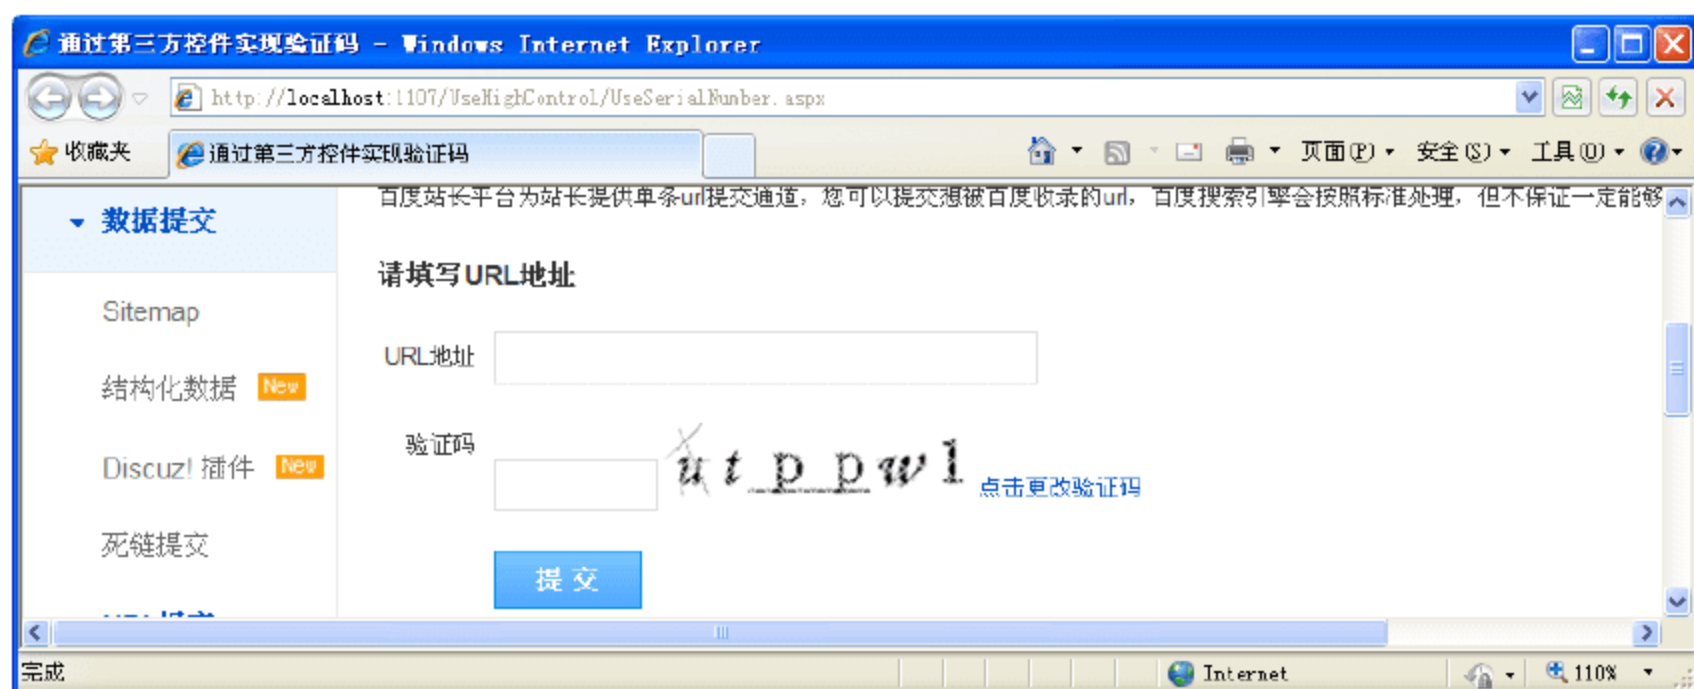 通过第三方控件实现验证码 - Windows Internet Explorer
http://localhost:1107/UseHighControl/UseSerialNumber.aspx
收藏夹
通过第三方控件实现验证码
页面(P)
安全(S)
工具(O)
数据提交
百度站长平台为站长提供单条url提交通道，您可以提交想被百度收录的url，百度搜索引擎会按照标准处理，但不保证一定能够
请填写URL地址
Sitemap
URL地址
结构化数据 New
验证码
utppwl
点击更改验证码
Discuz! 插件 New
死链提交
提 交
完成
Internet
110%